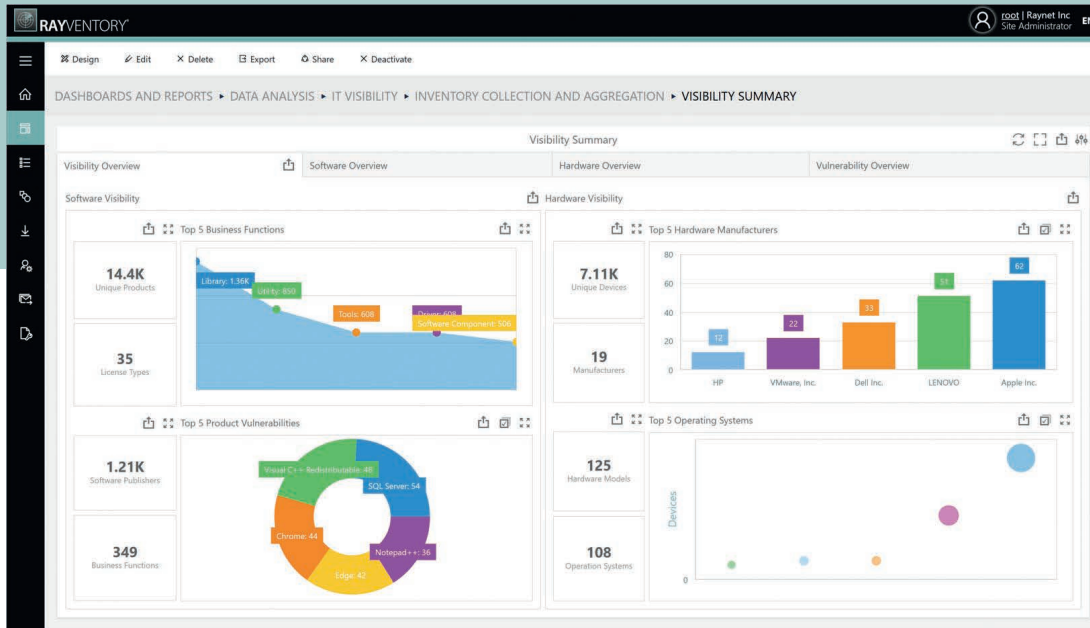 RAYVENTORY
root | Raynet Inc
Site Administrator
EN
Design
Edit
Delete
Export
Share
Deactivate
DASHBOARDS AND REPORTS ▸ DATA ANALYSIS ▸ IT VISIBILITY ▸ INVENTORY COLLECTION AND AGGREGATION ▸ VISIBILITY SUMMARY
Visibility Summary
Visibility Overview
Software Overview
Hardware Overview
Vulnerability Overview
Software Visibility
14.4K
Unique Products
35
License Types
Top 5 Business Functions
Library: 1.36K
Utility: 850
Tools: 608
Driver: 608
Software Component: 506
1.21K
Software Publishers
349
Business Functions
Top 5 Product Vulnerabilities
Visual C++ Redistributable: 48
SQL Server: 54
Chrome: 44
Notepad++: 36
Edge: 42
Hardware Visibility
7.11K
Unique Devices
19
Manufacturers
Top 5 Hardware Manufacturers
80
60
40
20
0
12
22
33
51
62
HP
VMware, Inc.
Dell Inc.
LENOVO
Apple Inc.
125
Hardware Models
108
Operation Systems
Top 5 Operating Systems
Devices
0